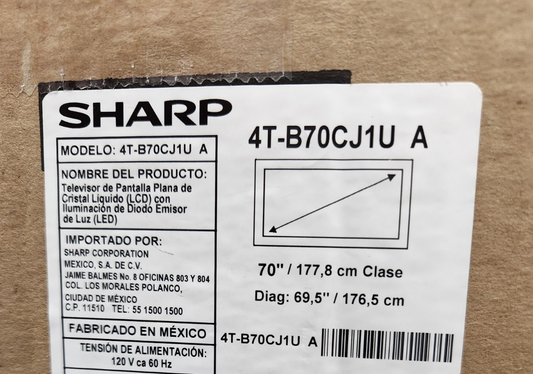 SHARP
MODELO: 4T-B70CJ1U A
NOMBRE DEL PRODUCTO:
Televisor de Pantalla Plana de
Cristal Líquido (LCD) con
Iluminación de Diodo Emisor
de Luz (LED)
IMPORTADO POR:
SHARP CORPORATION
MEXICO, S.A. DE C.V.
JAIME BALMES No. 8 OFICINAS 803 Y 804
COL. LOS MORALES POLANCO,
CIUDAD DE MÉXICO
C.P. 11510 TEL: 55 1500 1500
FABRICADO EN MÉXICO
TENSIÓN DE ALIMENTACIÓN:
120 V ca 60 Hz
4T-B70CJ1U A
70" / 177,8 cm Clase
Diag: 69,5" / 176,5 cm
4T-B70CJ1U A